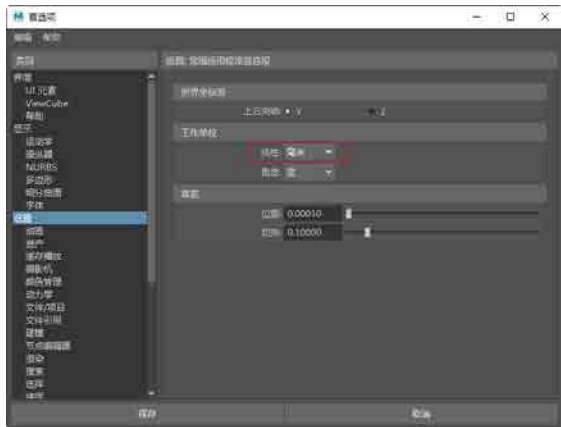 首选项
编辑 帮助
类别
设置: 常规应用程序首选项
界面
UI 元素
ViewCube
帮助
显示
运动学
操纵器
NURBS
多边形
细分曲面
字体
设置
动画
资产
缓存播放
摄影机
颜色管理
动力学
文件/项目
文件引用
建模
节点编辑器
渲染
搜索
选择
世界坐标系
上方向轴: Y Z
工作单位
线性: 毫米
角度: 度
容差
位置: 0.00010
切线: 0.10000
保存 取消